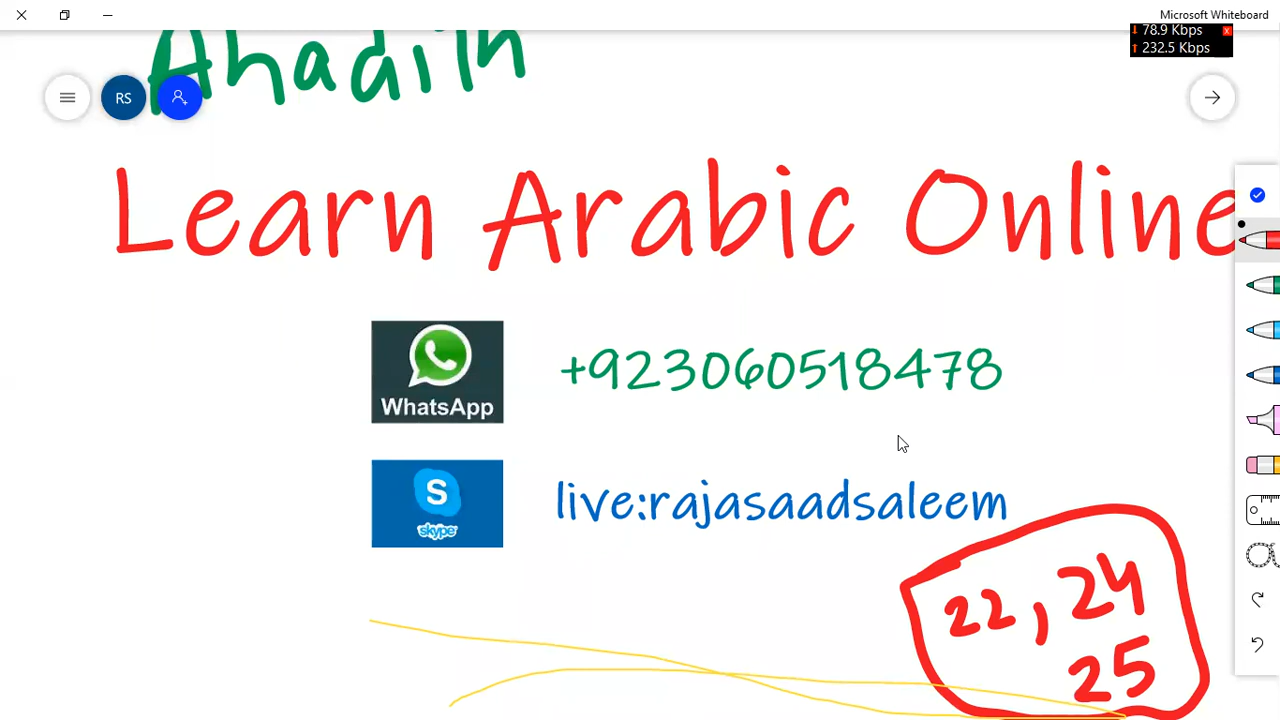 Microsoft Whiteboard
↓ 78.9 Kbps x
↑ 232.5 Kbps
Ahadith
RS
Learn Arabic Online
WhatsApp +923060518478
S
skype live:rajasaadsaleem
22, 24
25